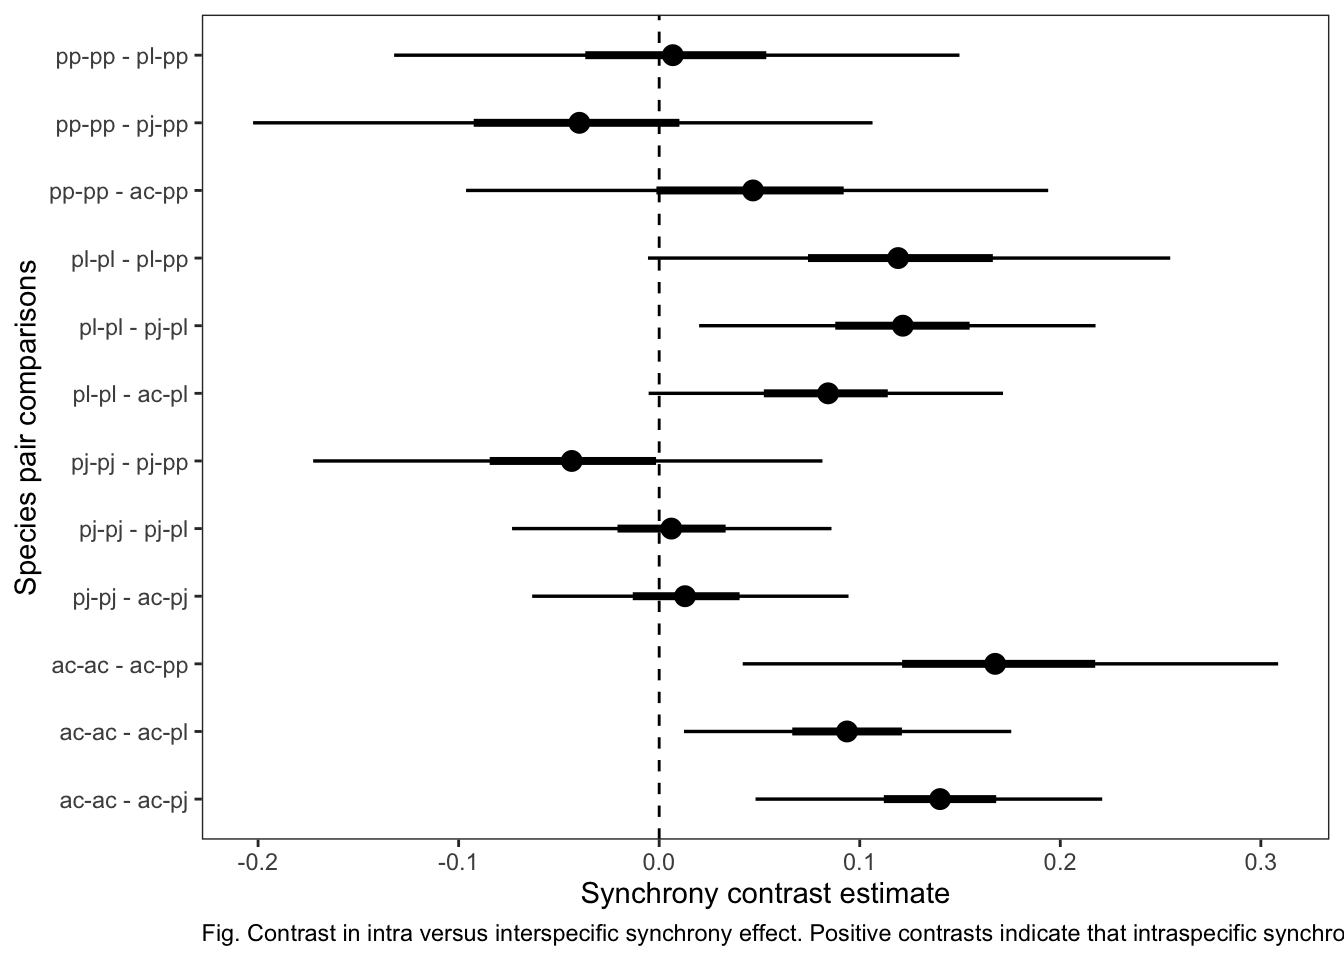 pp-pp - pl-pp
pp-pp - pj-pp
pp-pp - ac-pp
pl-pl - pl-pp
pl-pl - pj-pl
pl-pl - ac-pl
pj-pj - pj-pp
pj-pj - pj-pl
pj-pj - ac-pj
ac-ac - ac-pp
ac-ac - ac-pl
ac-ac - ac-pj
Species pair comparisons
-0.2 -0.1 0.0 0.1 0.2 0.3
Synchrony contrast estimate
Fig. Contrast in intra versus interspecific synchrony effect. Positive contrasts indicate that intraspecific synchro